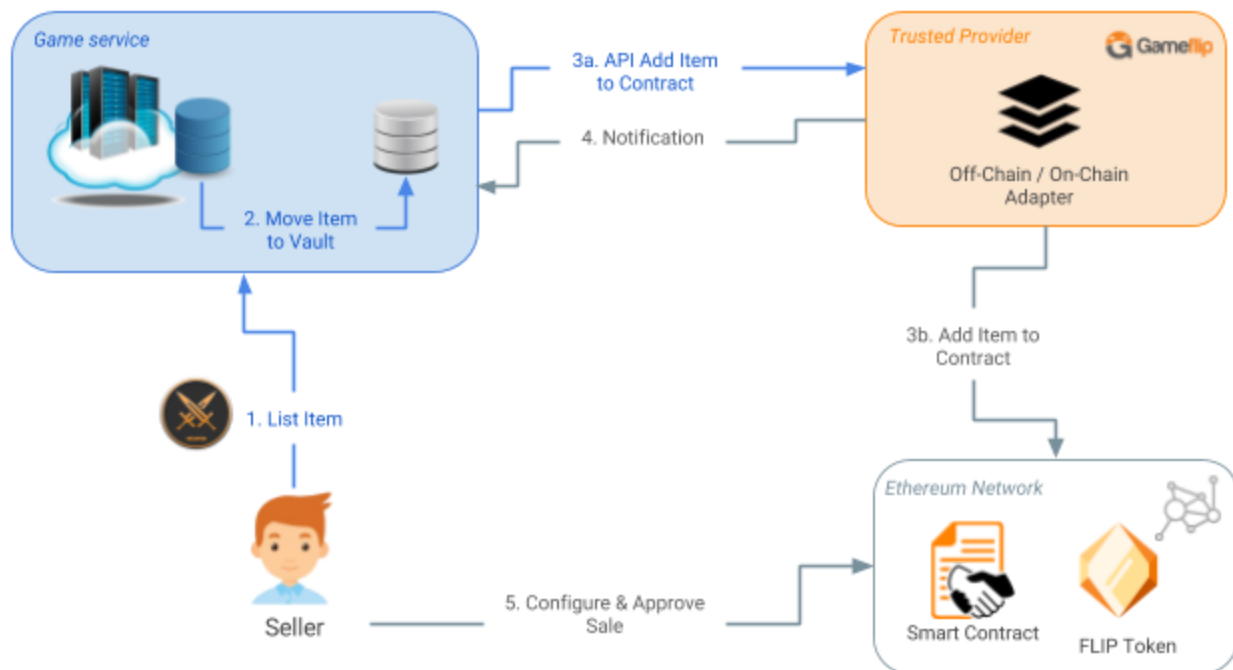 Game service
3a. API Add Item
to Contract
Trusted Provider
Gameflip
4. Notification
Off-Chain / On-Chain
Adapter
2. Move Item
to Vault
3b. Add Item to
Contract
1. List Item
Ethereum Network
5. Configure & Approve
Sale
Seller
Smart Contract
FLIP Token